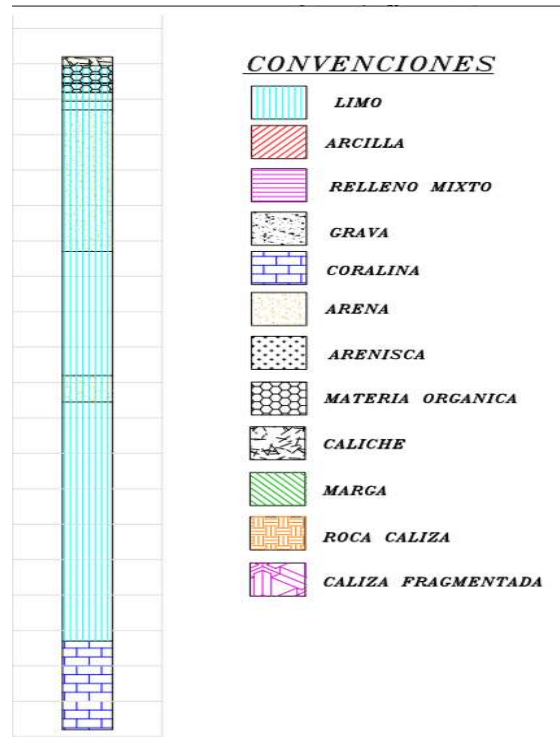 CONVENCIONES
LIMO
ARCILLA
RELLENO MIXTO
GRAVA
CORALINA
ARENA
ARENISCA
MATERIA ORGANICA
CALICHE
MARGA
ROCA CALIZA
CALIZA FRAGMENTADA